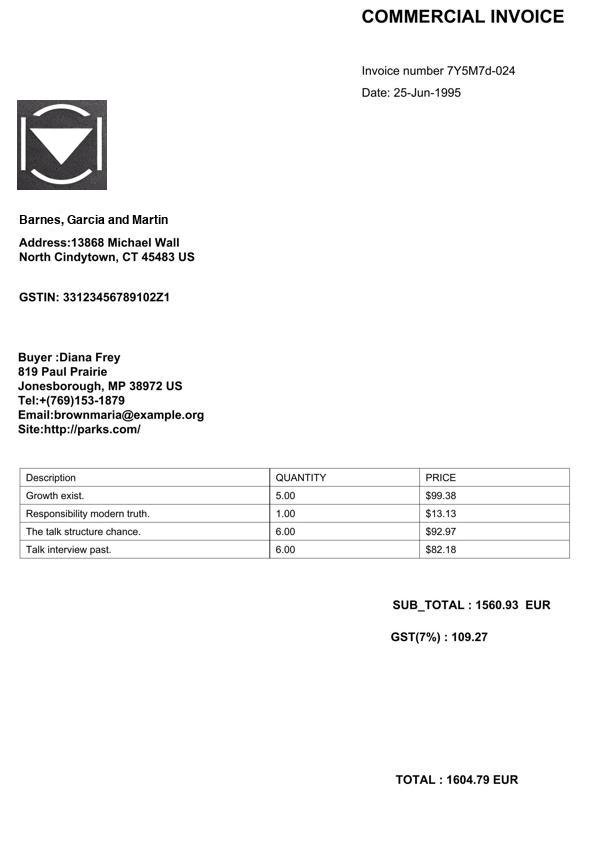 COMMERCIAL INVOICE
Invoice number 7Y5M7d-024
Date: 25-Jun-1995
Barnes, Garcia and Martin
Address:13868 Michael Wall
North Cindytown, CT 45483 US
GSTIN: 33123456789102Z1
Buyer :Diana Frey
819 Paul Prairie
Jonesborough, MP 38972 US
Tel:+(769)153-1879
Email:brownmaria@example.org
Site:http://parks.com/
Description QUANTITY PRICE
Growth exist. 5.00 $99.38
Responsibility modern truth. 1.00 $13.13
The talk structure chance. 6.00 $92.97
Talk interview past. 6.00 $82.18
SUB_TOTAL : 1560.93 EUR
GST(7%) : 109.27
TOTAL : 1604.79 EUR